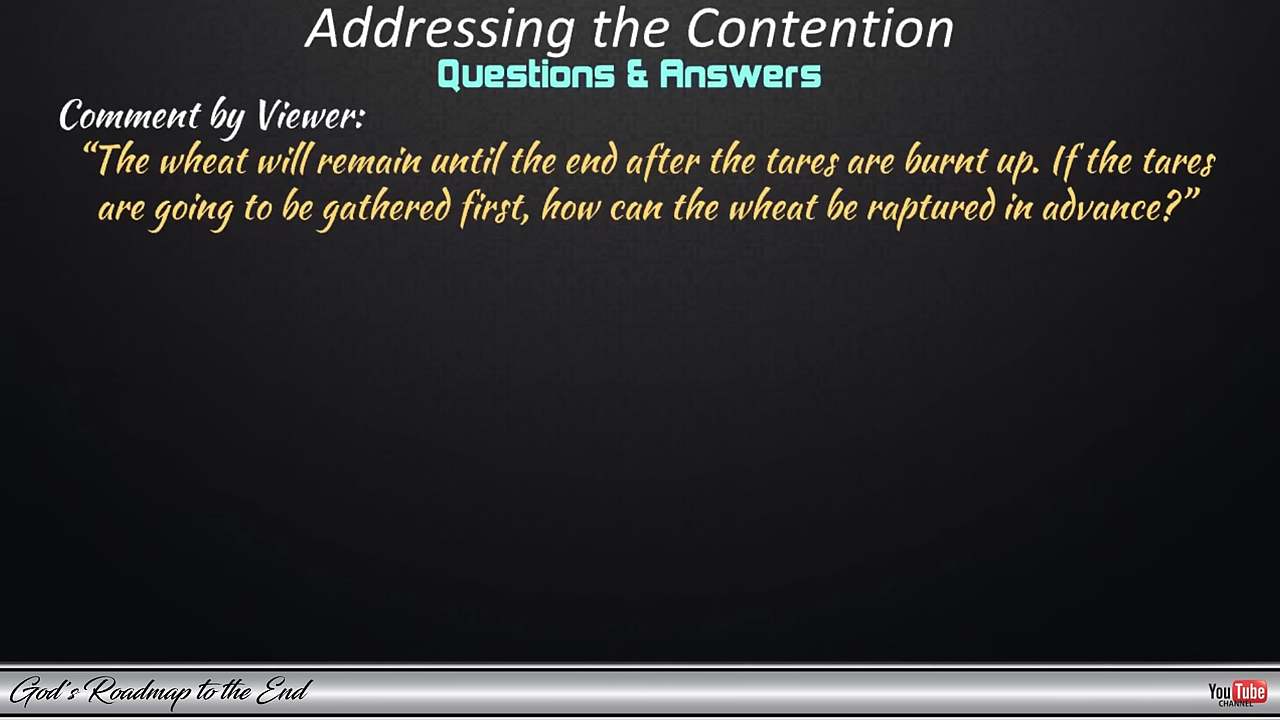 Addressing the Contention
Questions & Answers
Comment by Viewer:
“The wheat will remain until the end after the tares are burnt up. If the tares
are going to be gathered first, how can the wheat be raptured in advance?”
God's Roadmap to the End
YouTube
CHANNEL